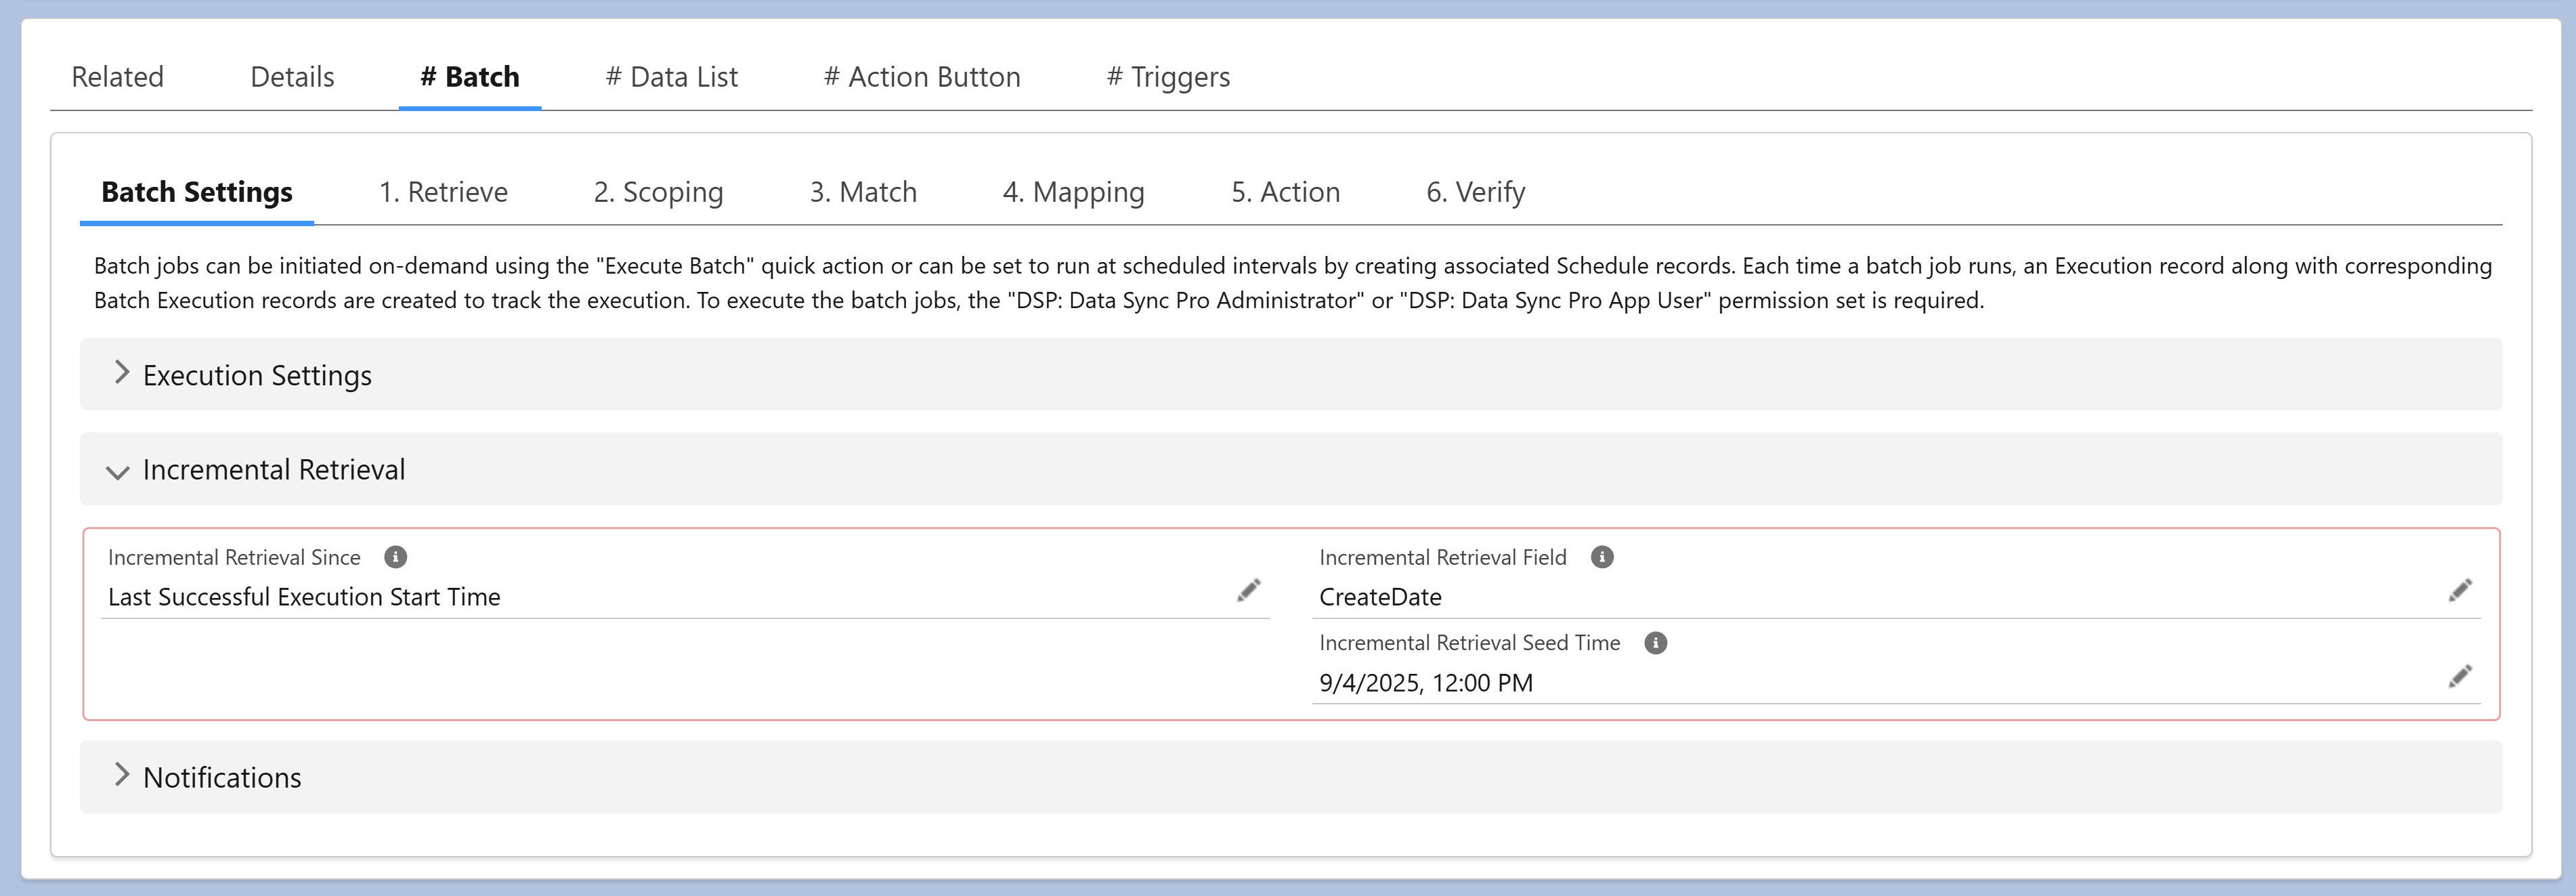 Related Details # Batch # Data List # Action Button # Triggers
Batch Settings 1. Retrieve 2. Scoping 3. Match 4. Mapping 5. Action 6. Verify
Batch jobs can be initiated on-demand using the "Execute Batch" quick action or can be set to run at scheduled intervals by creating associated Schedule records. Each time a batch job runs, an Execution record along with corresponding
Batch Execution records are created to track the execution. To execute the batch jobs, the "DSP: Data Sync Pro Administrator" or "DSP: Data Sync Pro App User" permission set is required.
Execution Settings
Incremental Retrieval
Incremental Retrieval Since
Last Successful Execution Start Time
Incremental Retrieval Field
CreateDate
Incremental Retrieval Seed Time
9/4/2025, 12:00 PM
Notifications